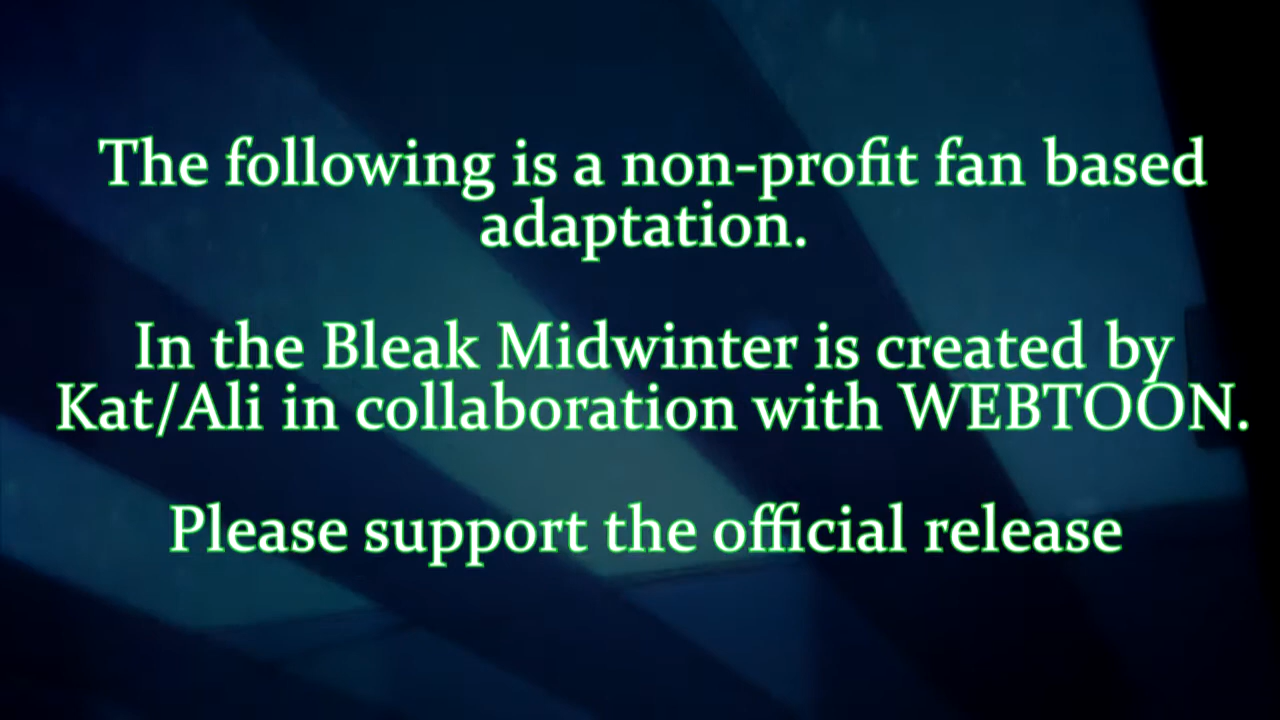 The following is a non-profit fan based
adaptation.
In the Bleak Midwinter is created by
Kat/Ali in collaboration with WEBTOON.
Please support the official release